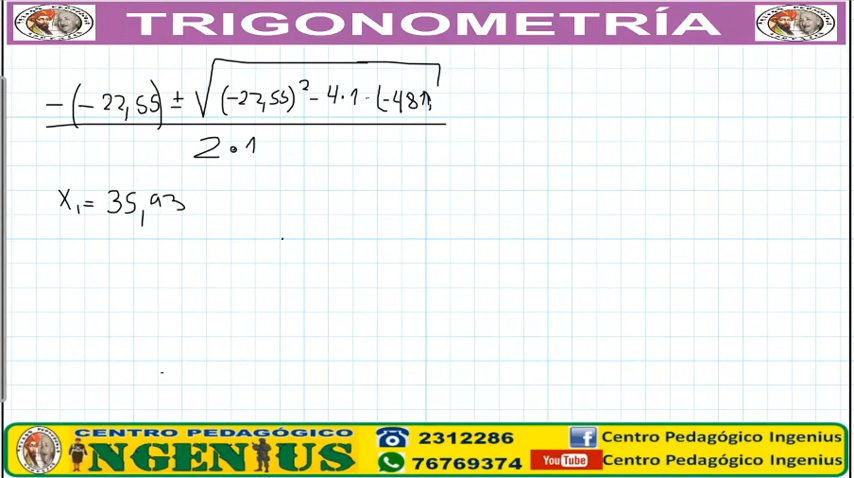 TRIGONOMETRÍA
-(-22,55) ± √(-22,55)² - 4·1·(-481)
2·1
X₁= 35,93
CENTRO PEDAGÓGICO
INGENIUS
2312286
76769374
Centro Pedagógico Ingenius
YouTube Centro Pedagógico Ingenius